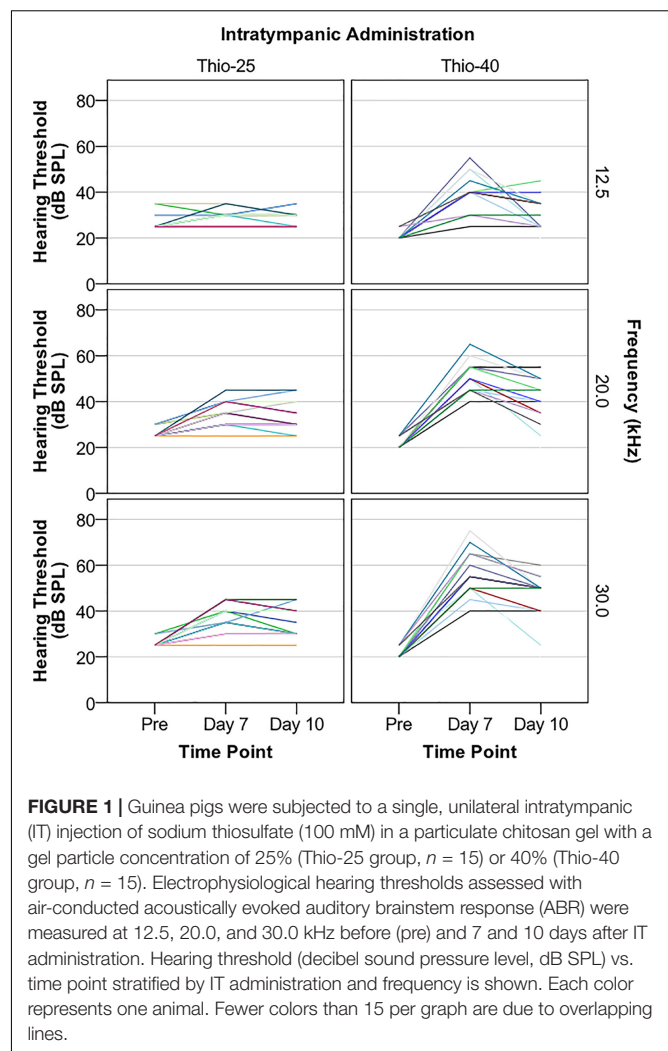 Intratympanic Administration
Thio-25
Thio-40
Hearing Threshold
(dB SPL)
80
60
40
20
0
12.5
Hearing Threshold
(dB SPL)
80
60
40
20
0
20.0
Frequency (kHz)
Hearing Threshold
(dB SPL)
80
60
40
20
0
30.0
Pre Day 7 Day 10
Pre Day 7 Day 10
Time Point
Time Point
FIGURE 1 | Guinea pigs were subjected to a single, unilateral intratympanic
(IT) injection of sodium thiosulfate (100 mM) in a particulate chitosan gel with a
gel particle concentration of 25% (Thio-25 group, n = 15) or 40% (Thio-40
group, n = 15). Electrophysiological hearing thresholds assessed with
air-conducted acoustically evoked auditory brainstem response (ABR) were
measured at 12.5, 20.0, and 30.0 kHz before (pre) and 7 and 10 days after IT
administration. Hearing threshold (decibel sound pressure level, dB SPL) vs.
time point stratified by IT administration and frequency is shown. Each color
represents one animal. Fewer colors than 15 per graph are due to overlapping
lines.